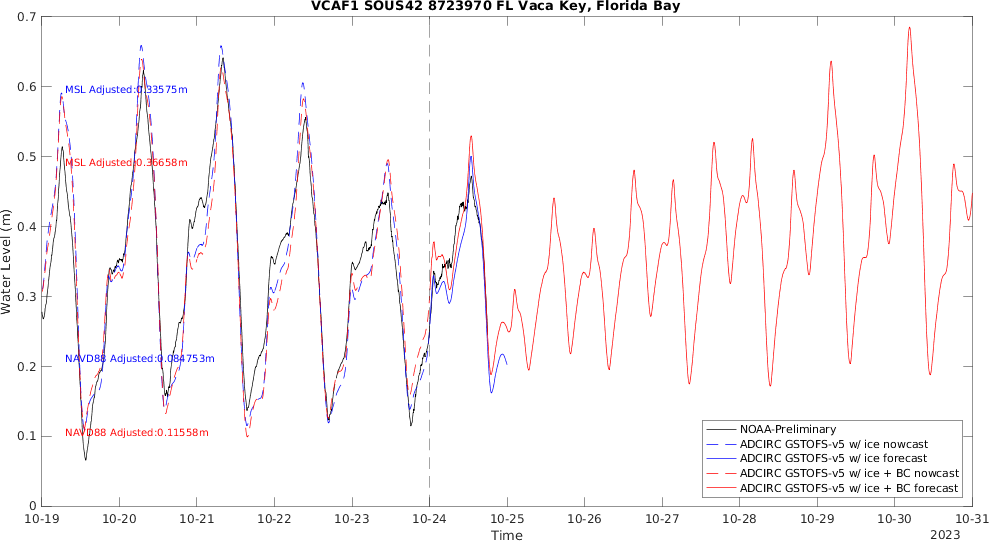 VCAF1 SOUS42 8723970 FL Vaca Key, Florida Bay
0.7
0.6
0.5
0.4
0.3
0.2
0.1
0
Water Level (m)
MSL Adjusted:0.33575m
MSL Adjusted:0.36658m
NAVD88 Adjusted:0.084753m
NAVD88 Adjusted:0.11558m
NOAA-Preliminary
ADCIRC GSTOFS-v5 w/ ice nowcast
ADCIRC GSTOFS-v5 w/ ice forecast
ADCIRC GSTOFS-v5 w/ ice + BC nowcast
ADCIRC GSTOFS-v5 w/ ice + BC forecast
10-19 10-20 10-21 10-22 10-23 10-24 10-25 10-26 10-27 10-28 10-29 10-30 10-31
Time
2023